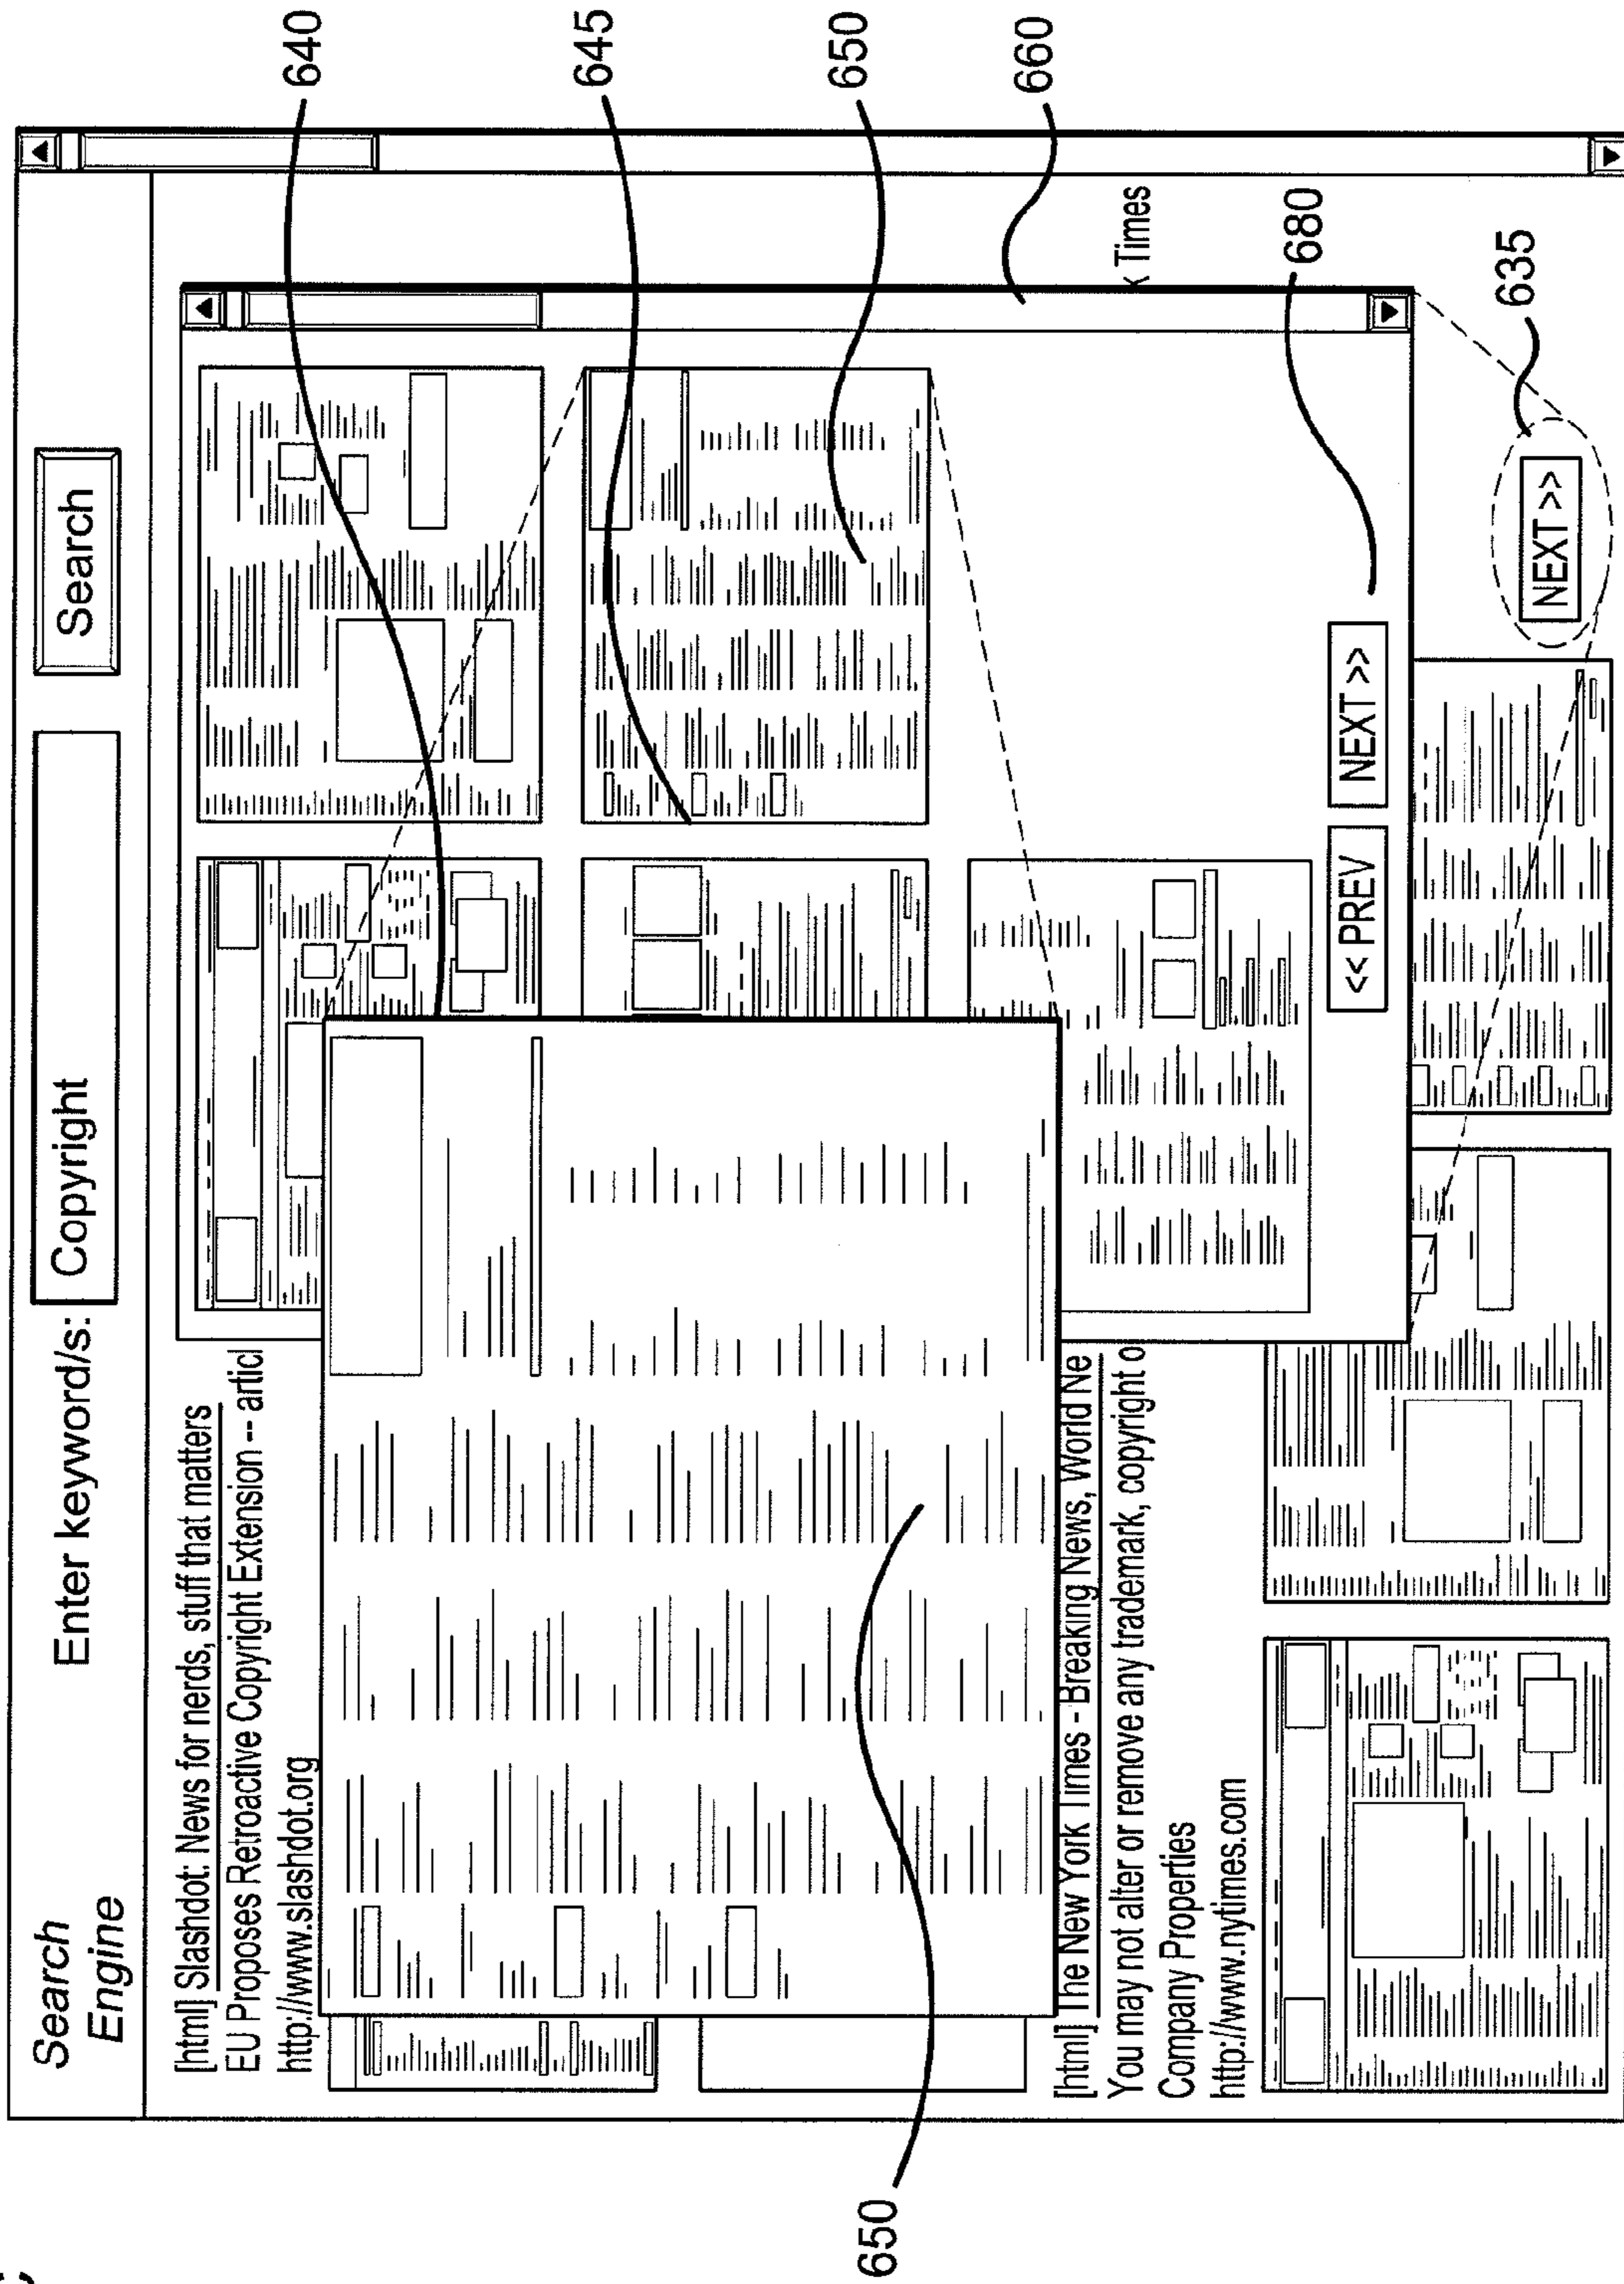 Search
Engine
Enter keyword/s:
Copyright
Search
[html] Slashdot: News for nerds, stuff that matters
EU Proposes Retroactive Copyright Extension -- articl
http://www.slashdot.org
[html] The New York Times - Breaking News, World Ne
You may not alter or remove any trademark, copyright o
Company Properties
http://www.nytimes.com
Times
<< PREV
NEXT >>
NEXT >>
640
645
650
660
680
635
650